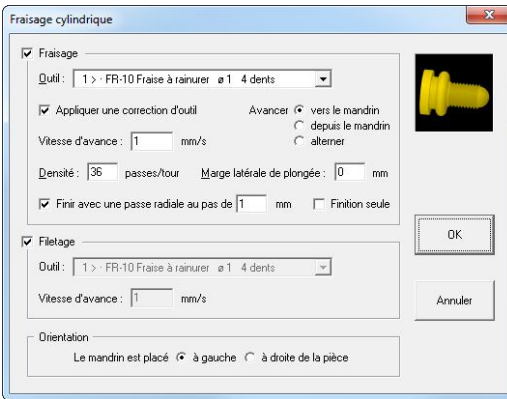 Fraisage cylindrique
Fraisage
Outil : 1 > · FR-10 Fraise à rainurer ø 1 4 dents
Appliquer une correction d'outil
Avancer vers le mandrin
depuis le mandrin
Vitesse d'avance : 1 mm/s
alterner
Densité : 36 passes/tour Marge latérale de plongée : 0 mm
Finir avec une passe radiale au pas de 1 mm Finition seule
OK
Filetage
Outil : 1 > · FR-10 Fraise à rainurer ø 1 4 dents
Vitesse d'avance : 1 mm/s
Annuler
Orientation
Le mandrin est placé à gauche à droite de la pièce